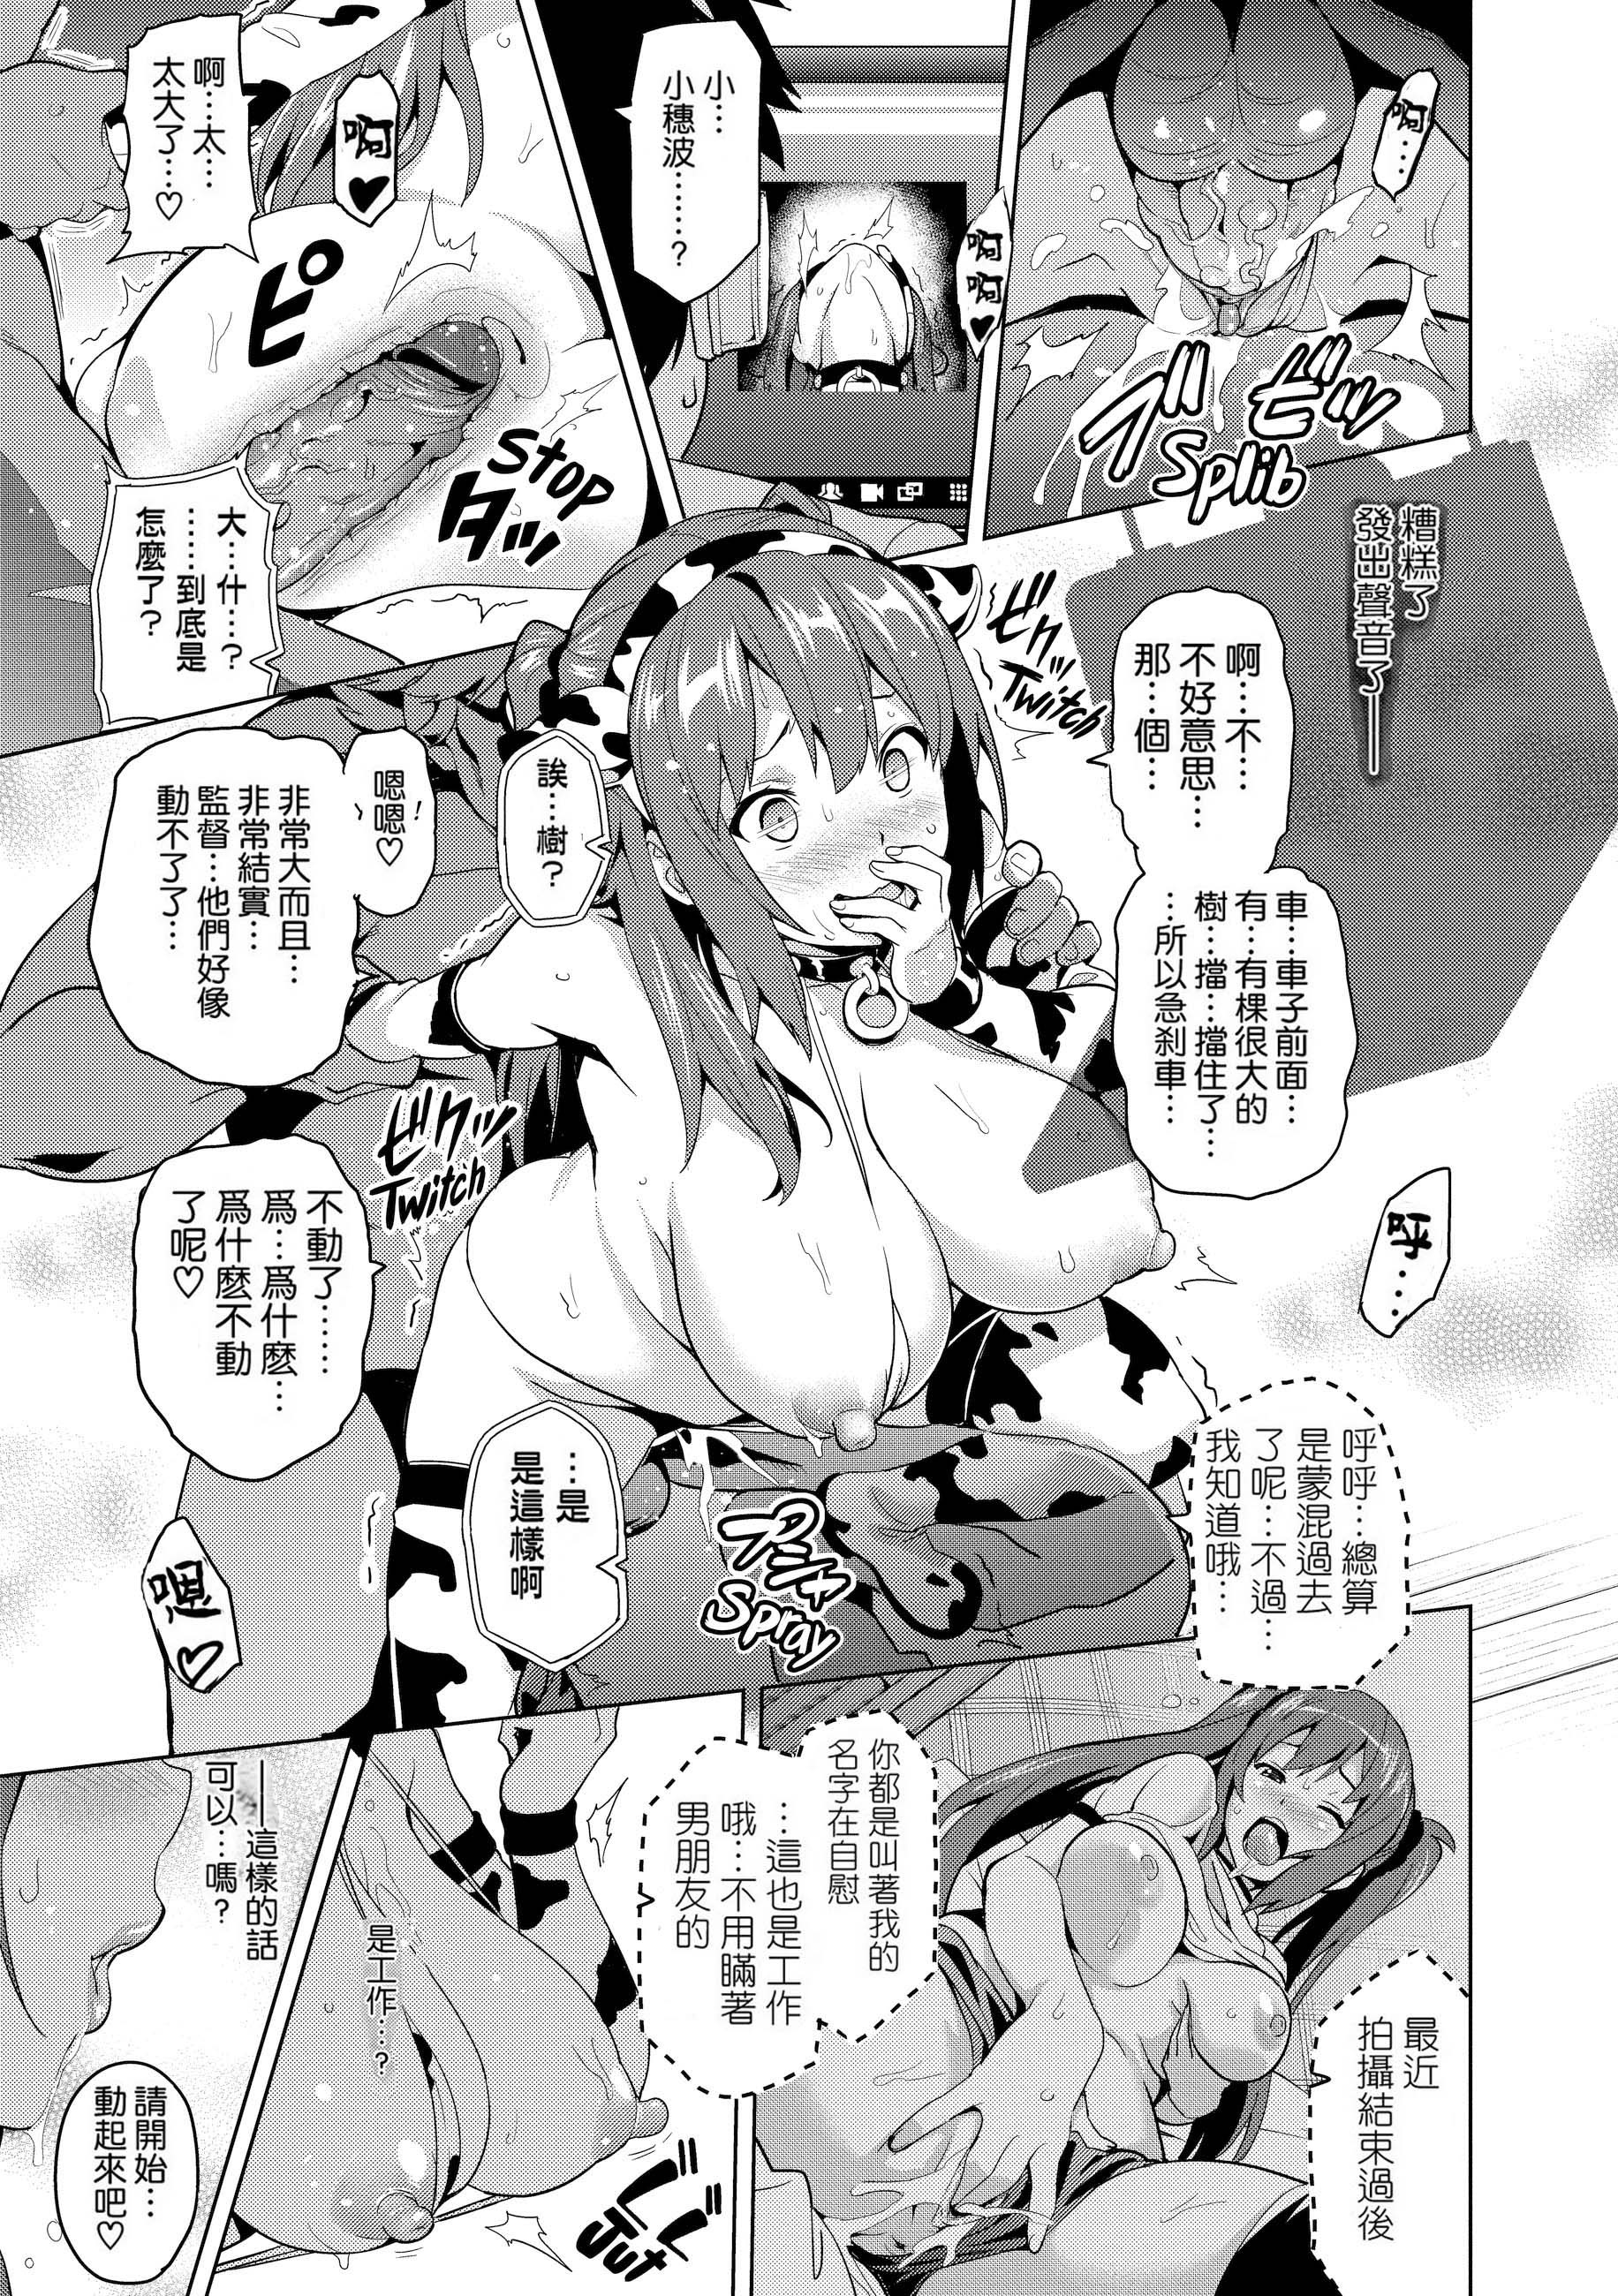 啊…
ブビッ
Splib
啊啊♥
小…
小穗波……？
啊♥
啊…太…
太大了…♡
ピ
タッ
Stop
大…什…？
……到底是
怎麼了？
糟糕了
發出聲音了——
啊…不…
不好意思…
那…個…
車…車子前面…
有…有棵很大的
樹…擋…擋住了…
…所以急刹車…
ビクッ
Twitch
誒…樹？
嗯嗯♡
非常大而且…
非常結實…
監督…他們好像
動不了了…
ビクッ
Twitch
不動了……
爲…爲什麽…
爲什麽不動
了呢♡
呼…
…是
是這樣啊
プシャ
Spray
嗯♡
呼呼…總算
是蒙混過去
了呢…不過…
我知道哦…
最近
拍攝結束過後
你都是叫著我的
名字在自慰
…這也是工作
哦…不用瞞著
男朋友的
是工作…？
ぶるっ
Jut
——這樣的話
可以…嗎？
請開始…
動起來吧♡